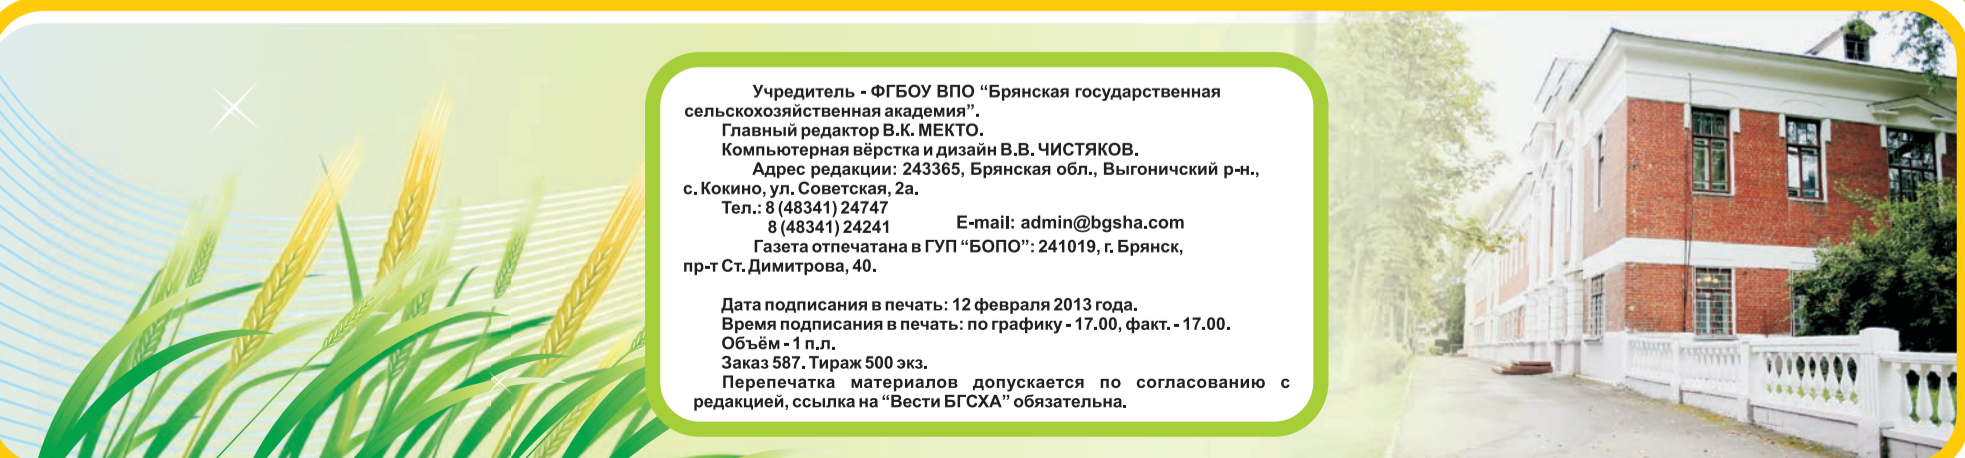 Учредитель - ФГБОУ ВПО “Брянская государственная
сельскохозяйственная академия”.
Главный редактор В.К. МЕКТО.
Компьютерная вёрстка и дизайн В.В. ЧИСТЯКОВ.
Адрес редакции: 243365, Брянская обл., Выгоничский р-н.,
с. Кокино, ул. Советская, 2а.
Тел.: 8 (48341) 24747
8 (48341) 24241 E-mail: admin@bgsha.com
Газета отпечатана в ГУП “БОПО”: 241019, г. Брянск,
пр-т Ст. Димитрова, 40.
Дата подписания в печать: 12 февраля 2013 года.
Время подписания в печать: по графику - 17.00, факт. - 17.00.
Объём - 1 п.л.
Заказ 587. Тираж 500 экз.
Перепечатка материалов допускается по согласованию с
редакцией, ссылка на “Вести БГСХА” обязательна.